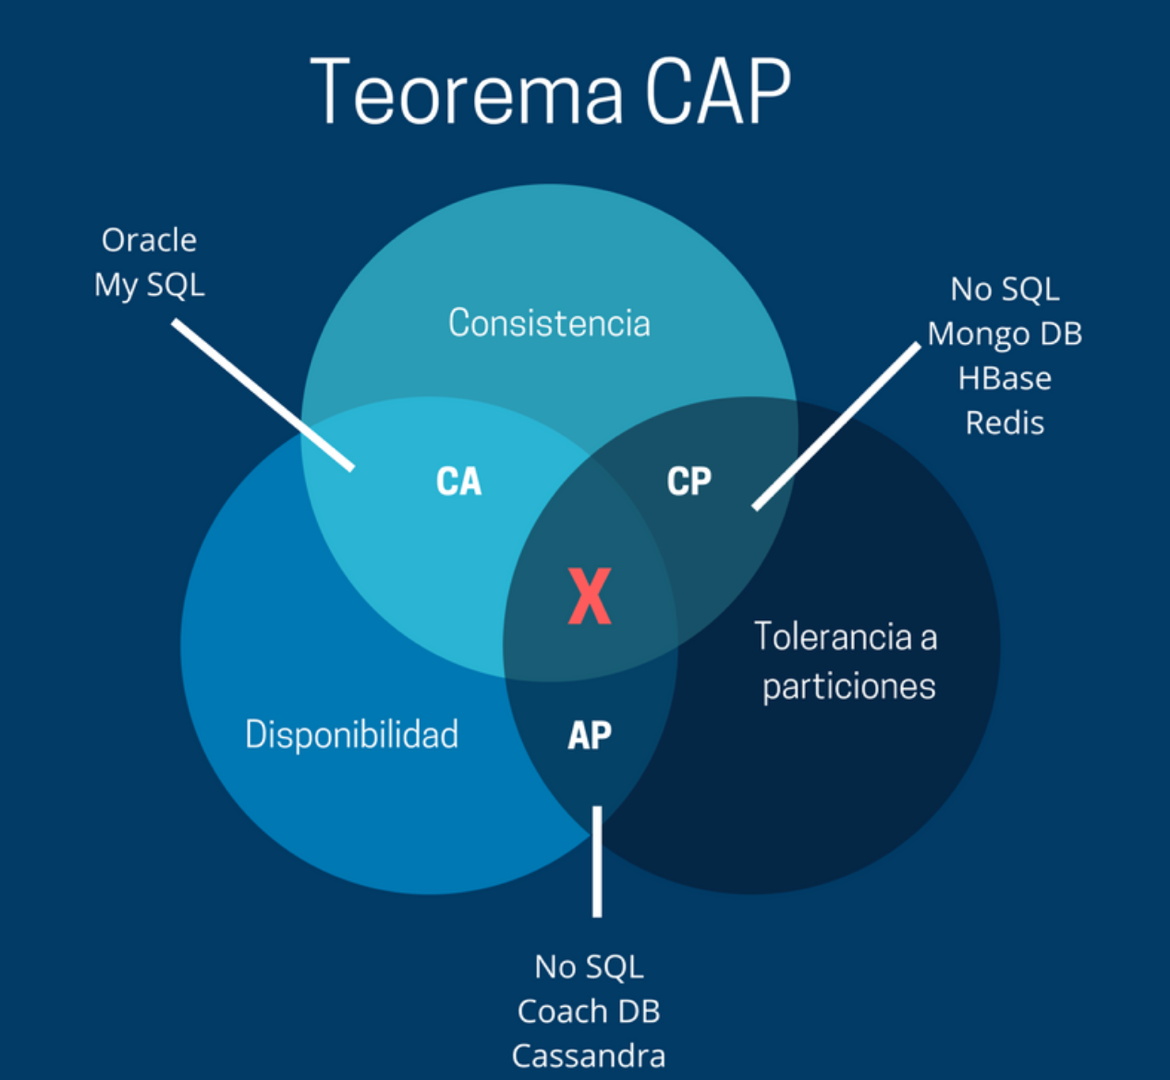 Teorema CAP
Oracle
My SQL
Consistencia
No SQL
Mongo DB
HBase
Redis
CA
CP
X
Tolerancia a
particiones
Disponibilidad
AP
No SQL
Coach DB
Cassandra